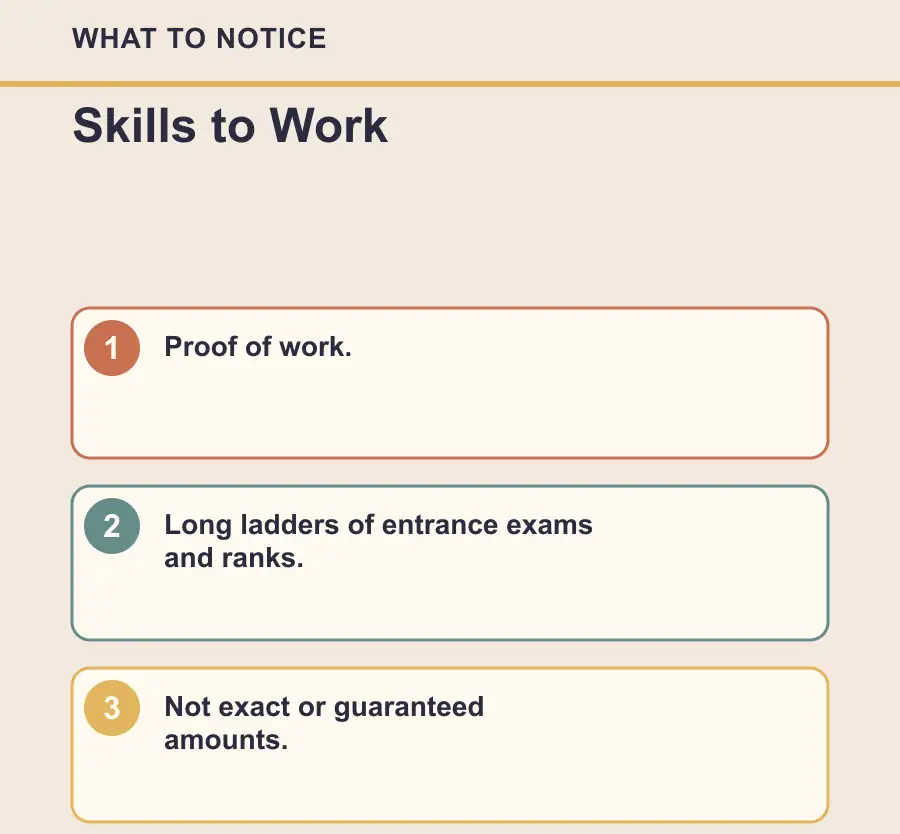 WHAT TO NOTICE
Skills to Work
1
Proof of work.
2
Long ladders of entrance exams
and ranks.
3
Not exact or guaranteed
amounts.